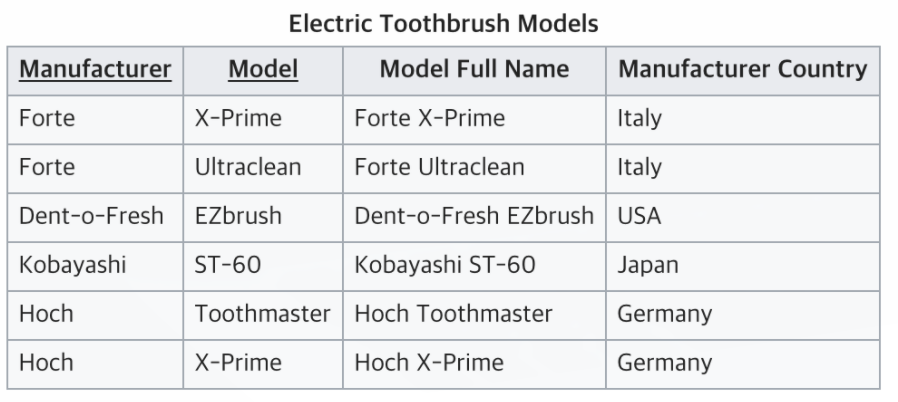 Electric Toothbrush Models
Manufacturer Model Model Full Name Manufacturer Country
Forte X-Prime Forte X-Prime Italy
Forte Ultraclean Forte Ultraclean Italy
Dent-o-Fresh EZbrush Dent-o-Fresh EZbrush USA
Kobayashi ST-60 Kobayashi ST-60 Japan
Hoch Toothmaster Hoch Toothmaster Germany
Hoch X-Prime Hoch X-Prime Germany